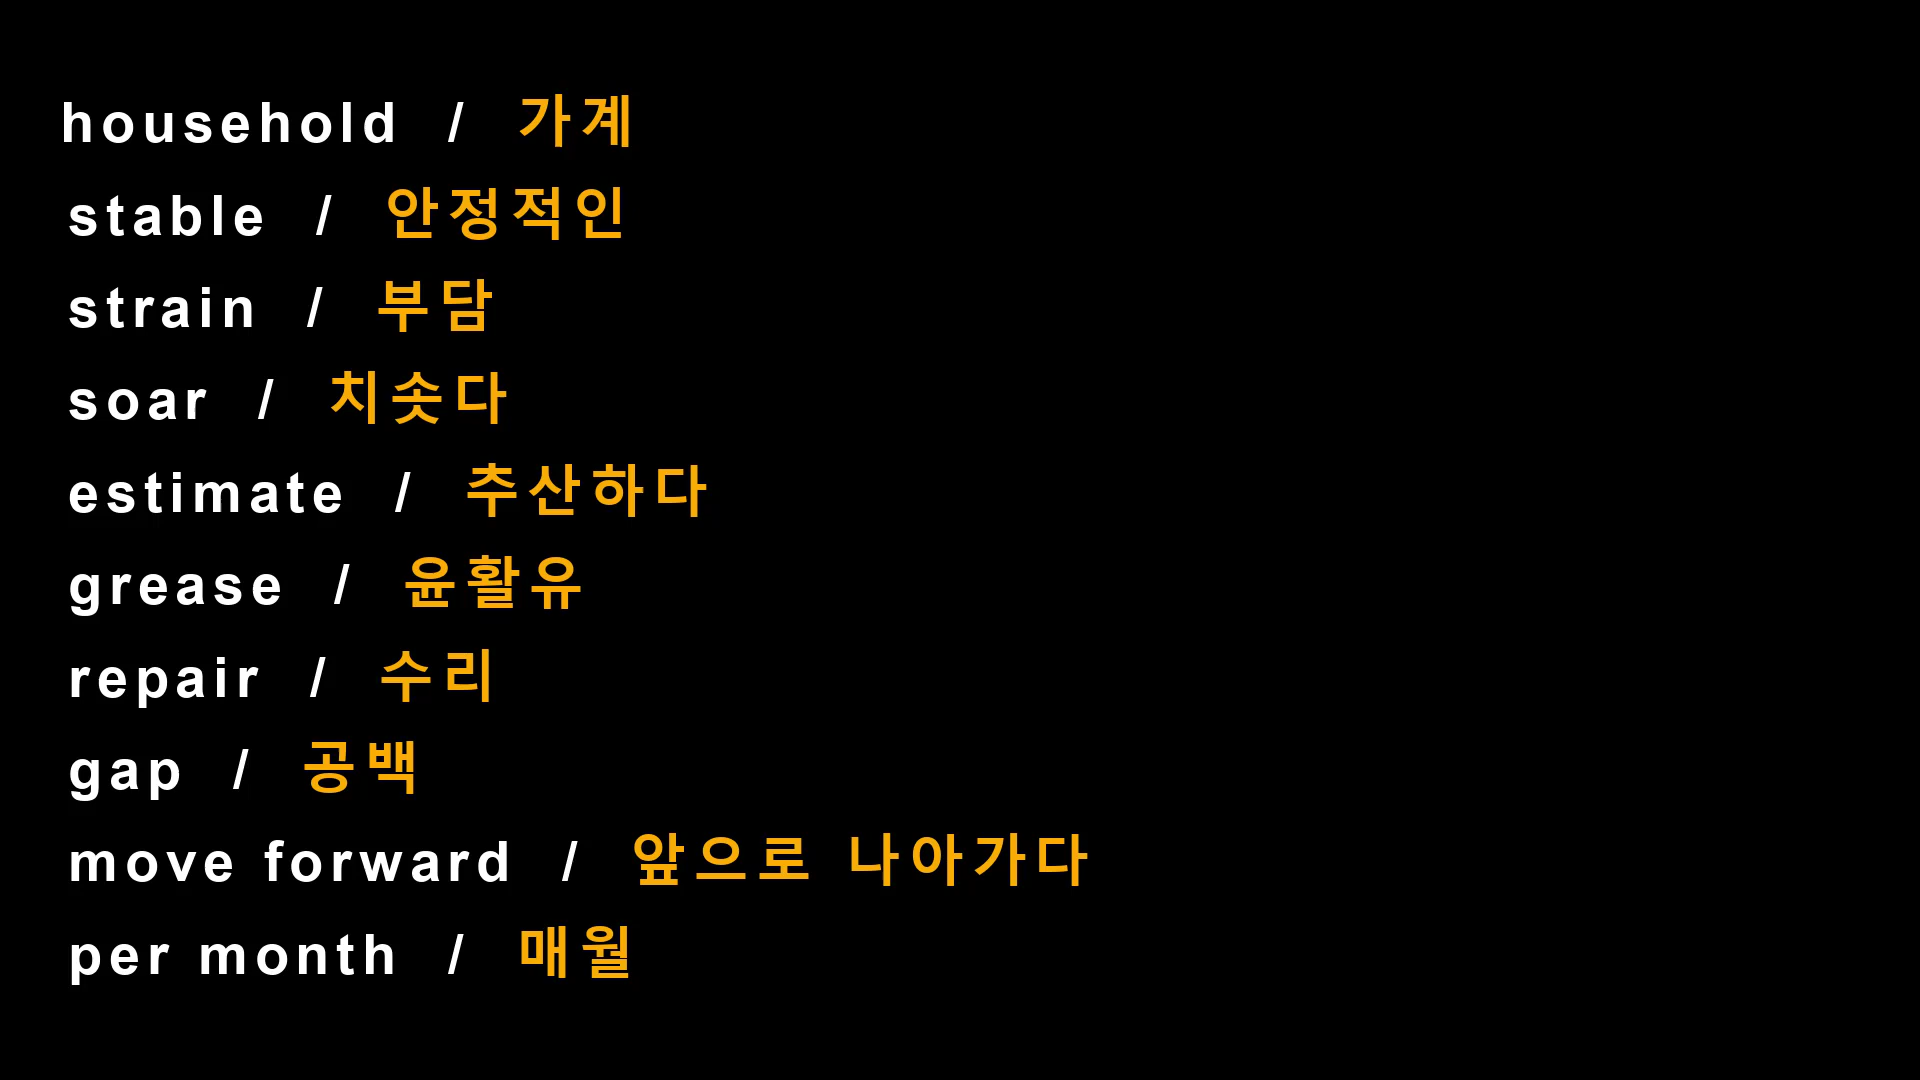 household / 가계
stable / 안정적인
strain / 부담
soar / 치솟다
estimate / 추산하다
grease / 윤활유
repair / 수리
gap / 공백
move forward / 앞으로 나아가다
per month / 매월